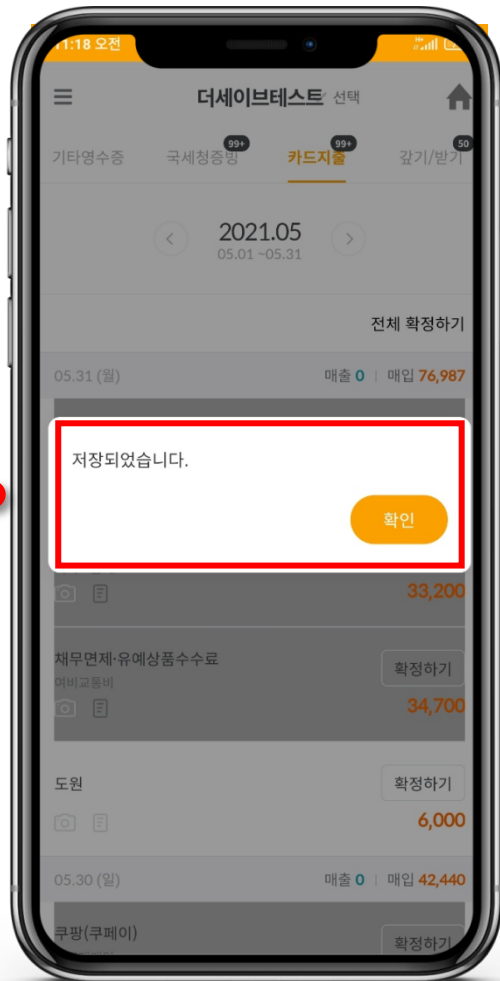 11:18 오전
더세이브테스트 선택
기타영수증 국세청증빙 99+ 카드지출 99+ 갚기/받기 50
2021.05
05.01 ~05.31
전체 확정하기
05.31 (월) 매출 0 매입 76,987
저장되었습니다.
확인
33,200
채무면제·유예상품수수료 확정하기
여비교통비
34,700
도원 확정하기
6,000
05.30 (일) 매출 0 매입 42,440
쿠팡(쿠페이) 확정하기